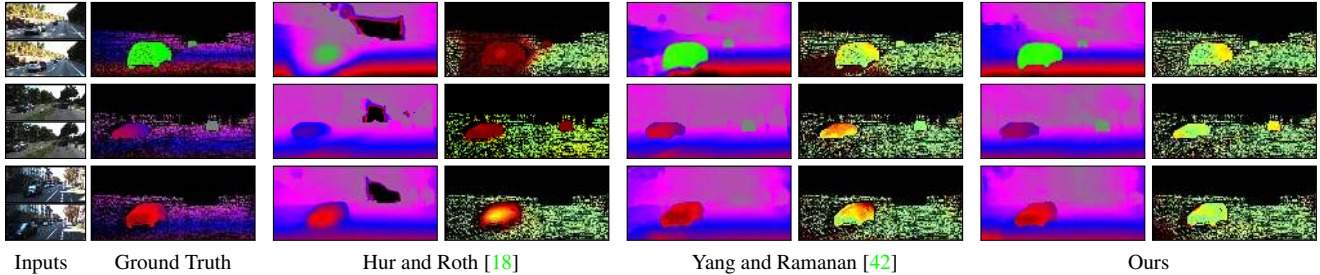 Inputs Ground Truth Hur and Roth [18] Yang and Ramanan [42] Ours